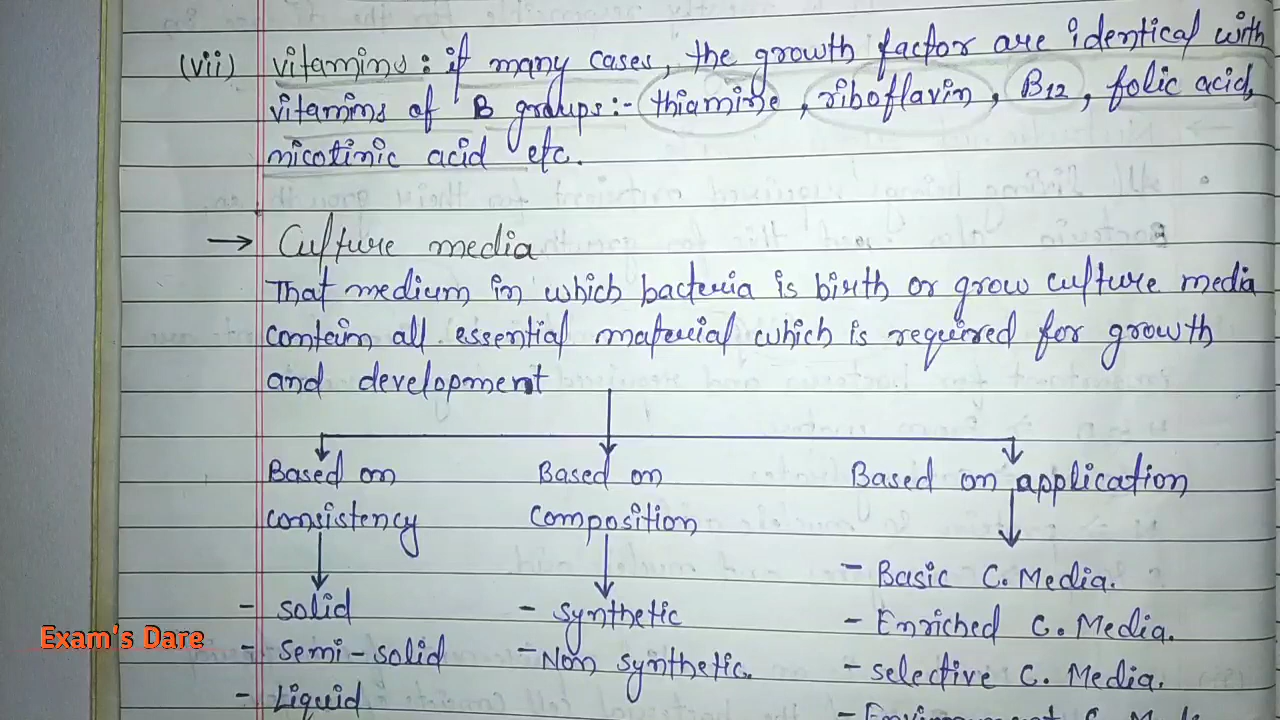 (vii) vitamins: if many cases, the growth factor are identical with
vitamins of B groups:- thiamine, riboflavin, B12, folic acid,
nicotinic acid etc.
→ Culture media
That medium in which bacteria is birth or grow culture media
contain all essential material which is required for growth
and development
Based on consistency
- solid
- Semi-solid
- Liquid
Based on composition
- synthetic
- Non synthetic.
Based on application
- Basic C. Media.
- Enriched C. Media.
- selective C. Media.
Exam's Dare